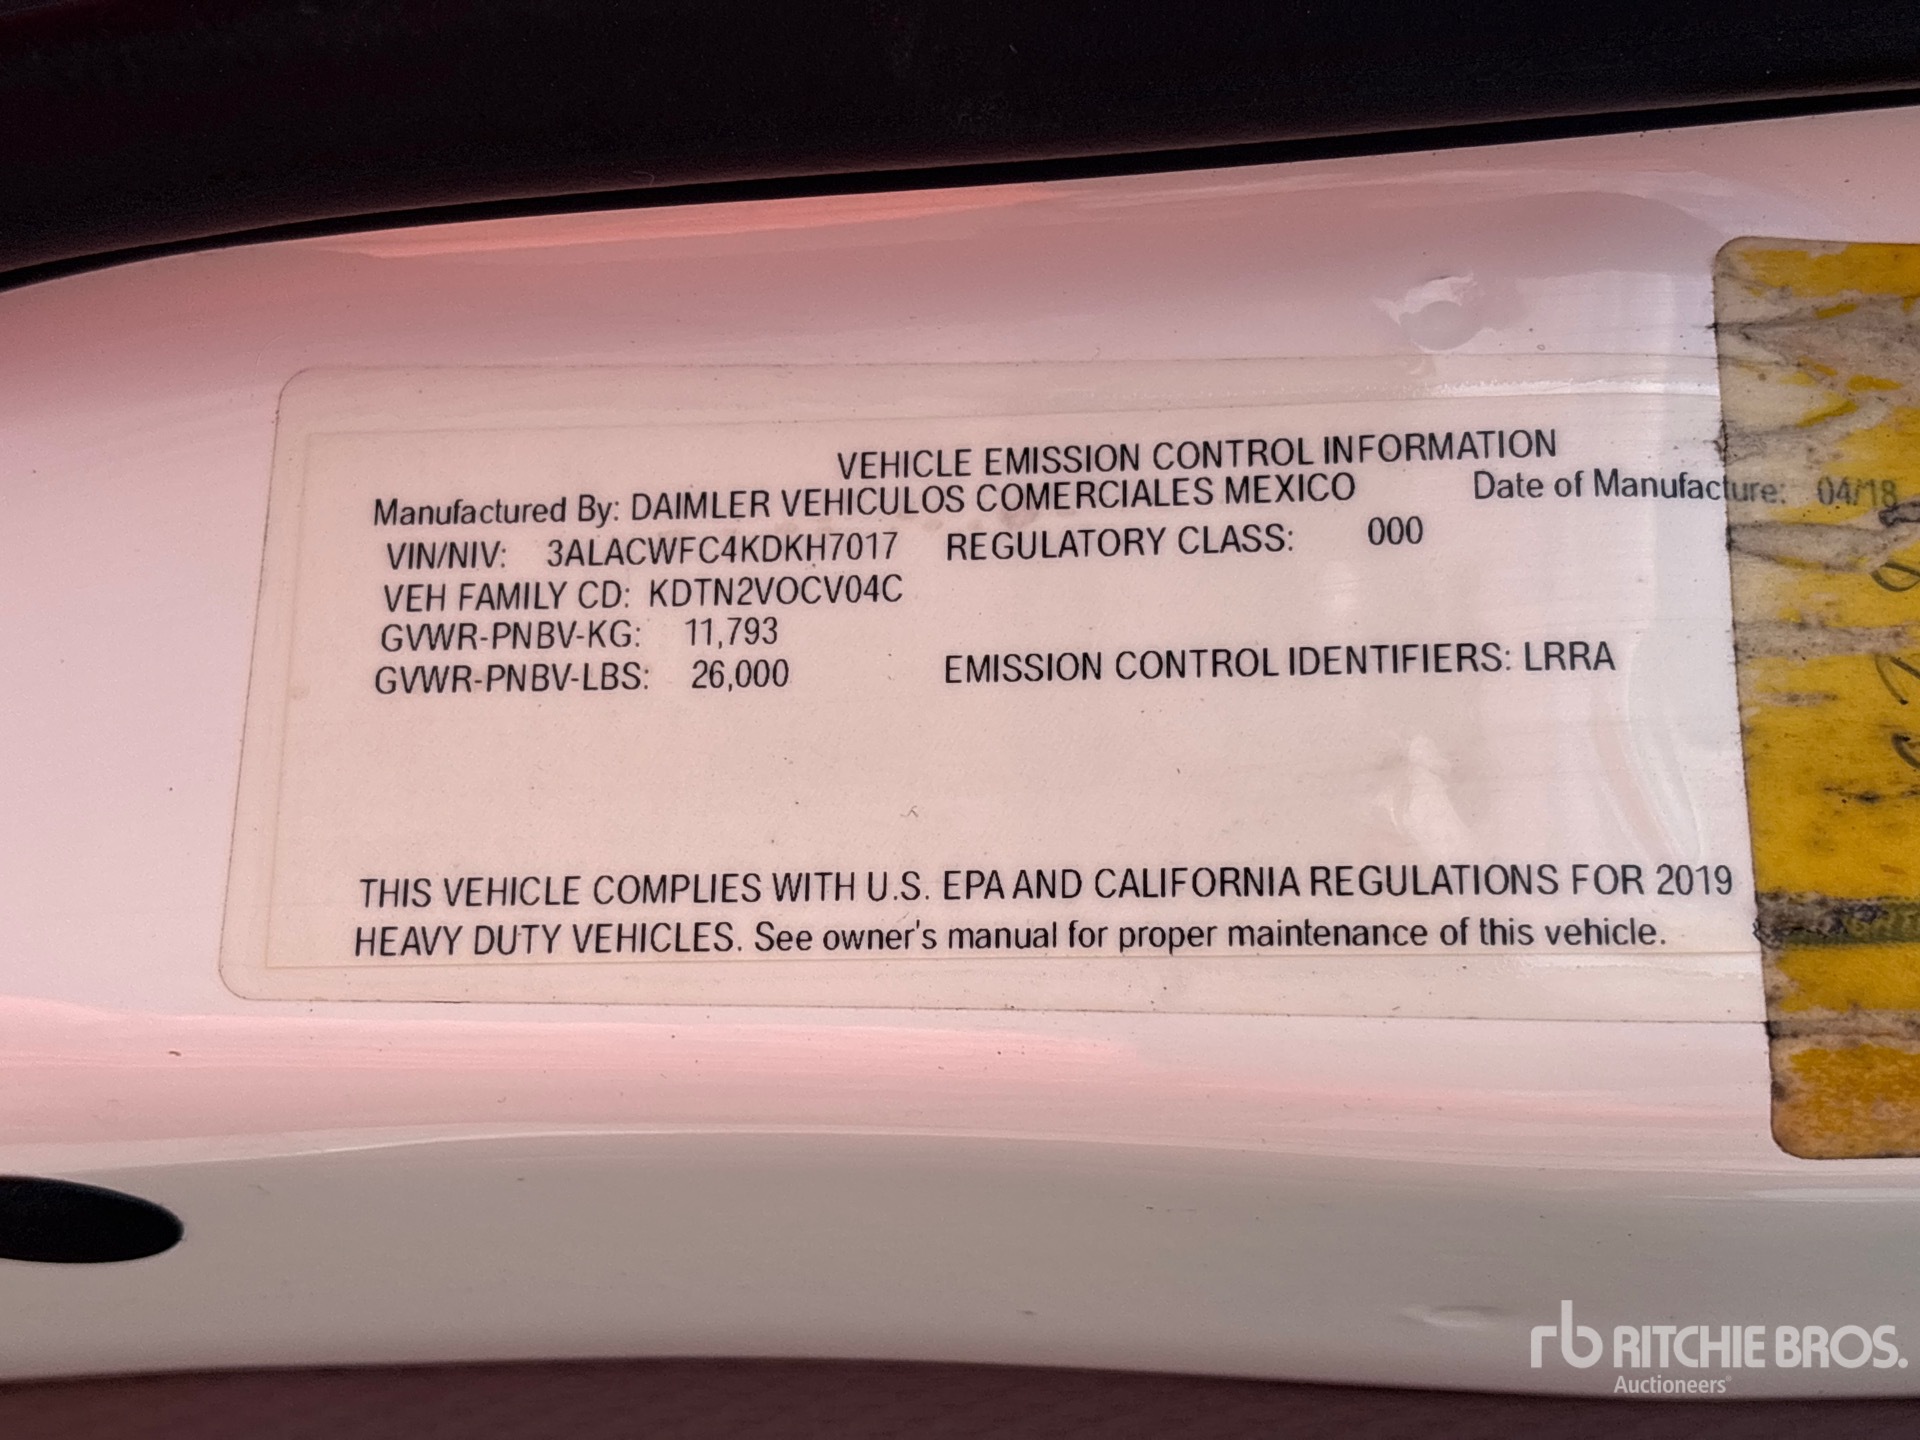 VEHICLE EMISSION CONTROL INFORMATION
Manufactured By: DAIMLER VEHICULOS COMERCIALES MEXICO Date of Manufacture: 04/18
VIN/NIV: 3ALACWFC4KDKH7017 REGULATORY CLASS: 000
VEH FAMILY CD: KDTN2VOCV04C
GVWR-PNBV-KG: 11,793
GVWR-PNBV-LBS: 26,000 EMISSION CONTROL IDENTIFIERS: LRRA
THIS VEHICLE COMPLIES WITH U.S. EPA AND CALIFORNIA REGULATIONS FOR 2019
HEAVY DUTY VEHICLES. See owner's manual for proper maintenance of this vehicle.
rb RITCHIE BROS.
Auctioneers